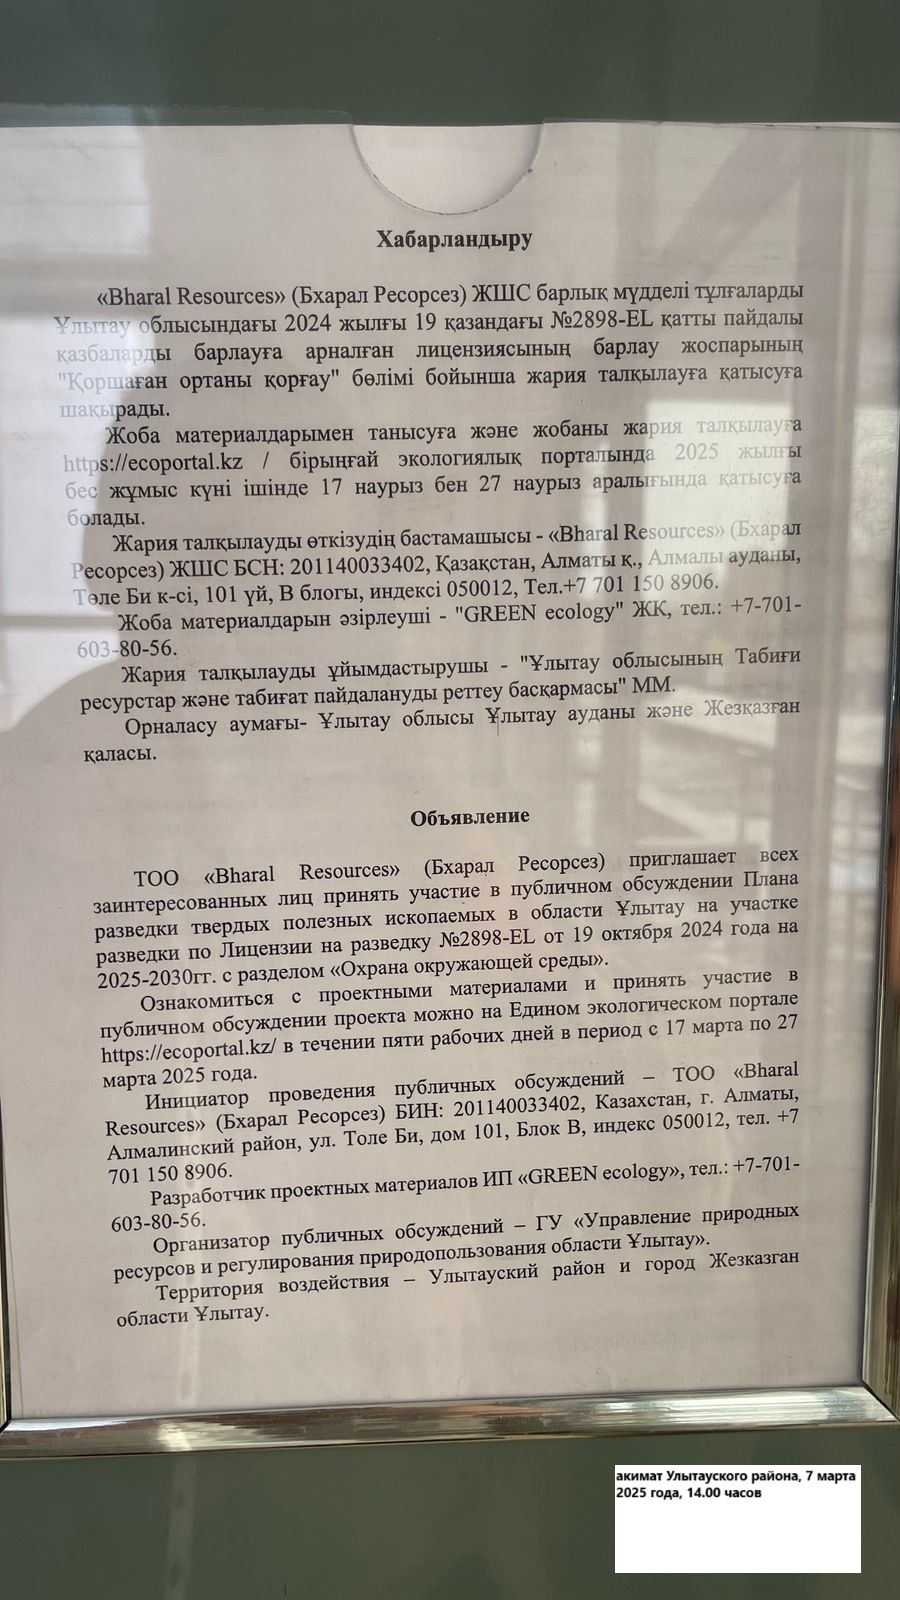 Хабарландыру
«Bharal Resources» (Бхарал Ресорсез) ЖШС барлық мүдделі тұлғаларды
Ұлытау облысындағы 2024 жылғы 19 қазандағы №2898-EL қатты пайдалы
қазбаларды барлауға арналған лицензиясының барлау жоспарының
"Қоршаған ортаны қорғау" бөлімі бойынша жария талқылауға қатысуға
шақырады.
Жоба материалдарымен танысуға және жобаны жария талқылауға
https://ecoportal.kz / бірыңғай экологиялық порталында 2025 жылғы
бес жұмыс күні ішінде 17 наурыз бен 27 наурыз аралығында қатысуға
болады.
Жария талқылауды өткізудің бастамашысы - «Bharal Resources» (Бхарал
Ресорсез) ЖШС БСН: 201140033402, Қазақстан, Алматы қ., Алмалы ауданы,
Төле Би к-сі, 101 үй, В блогы, индексі 050012, Тел.+7 701 150 8906.
Жоба материалдарын әзірлеуші - "GREEN ecology" ЖК, тел.: +7-701-
603-80-56.
Жария талқылауды ұйымдастырушы - "Ұлытау облысының Табиғи
ресурстар және табиғат пайдалануды реттеу басқармасы" ММ.
Орналасу аумағы- Ұлытау облысы Ұлытау ауданы және Жезқазған
қаласы.
Объявление
ТОО «Bharal Resources» (Бхарал Ресорсез) приглашает всех
заинтересованных лиц принять участие в публичном обсуждении Плана
разведки твердых полезных ископаемых в области Ұлытау на участке
разведки по Лицензии на разведку №2898-EL от 19 октября 2024 года на
2025-2030гг. с разделом «Охрана окружающей среды».
Ознакомиться с проектными материалами и принять участие в
публичном обсуждении проекта можно на Едином экологическом портале
https://ecoportal.kz/ в течении пяти рабочих дней в период с 17 марта по 27
марта 2025 года.
Инициатор проведения публичных обсуждений – ТОО «Bharal
Resources» (Бхарал Ресорсез) БИН: 201140033402, Казахстан, г. Алматы,
Алмалинский район, ул. Толе Би, дом 101, Блок В, индекс 050012, тел. +7
701 150 8906.
Разработчик проектных материалов ИП «GREEN ecology», тел.: +7-701-
603-80-56.
Организатор публичных обсуждений – ГУ «Управление природных
ресурсов и регулирования природопользования области Ұлытау».
Территория воздействия – Улытауский район и город Жезказган
области Ұлытау.
акимат Улытауского района, 7 марта
2025 года, 14.00 часов